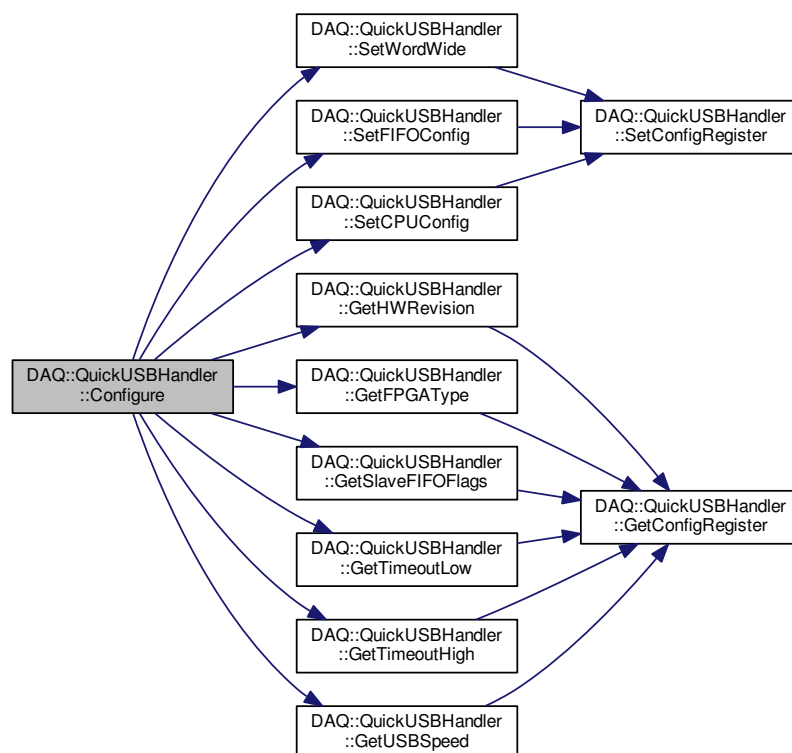 DAQ::QuickUSBHandler
::SetWordWide
DAQ::QuickUSBHandler
::SetFIFOConfig
DAQ::QuickUSBHandler
::SetConfigRegister
DAQ::QuickUSBHandler
::SetCPUConfig
DAQ::QuickUSBHandler
::GetHWRevision
DAQ::QuickUSBHandler
::Configure
DAQ::QuickUSBHandler
::GetFPGAType
DAQ::QuickUSBHandler
::GetSlaveFIFOFlags
DAQ::QuickUSBHandler
::GetConfigRegister
DAQ::QuickUSBHandler
::GetTimeoutLow
DAQ::QuickUSBHandler
::GetTimeoutHigh
DAQ::QuickUSBHandler
::GetUSBSpeed